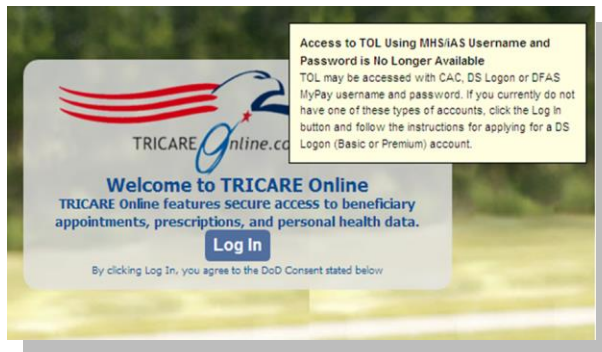 Access to TOL Using MHS/iAS Username and
Password is No Longer Available
TOL may be accessed with CAC, DS Logon or DFAS
MyPay username and password. If you currently do not
have one of these types of accounts, click the Log In
button and follow the instructions for applying for a DS
Logon (Basic or Premium) account.
TRICARE Online.co
Welcome to TRICARE Online
TRICARE Online features secure access to beneficiary
appointments, prescriptions, and personal health data.
Log In
By clicking Log In, you agree to the DoD Consent stated below